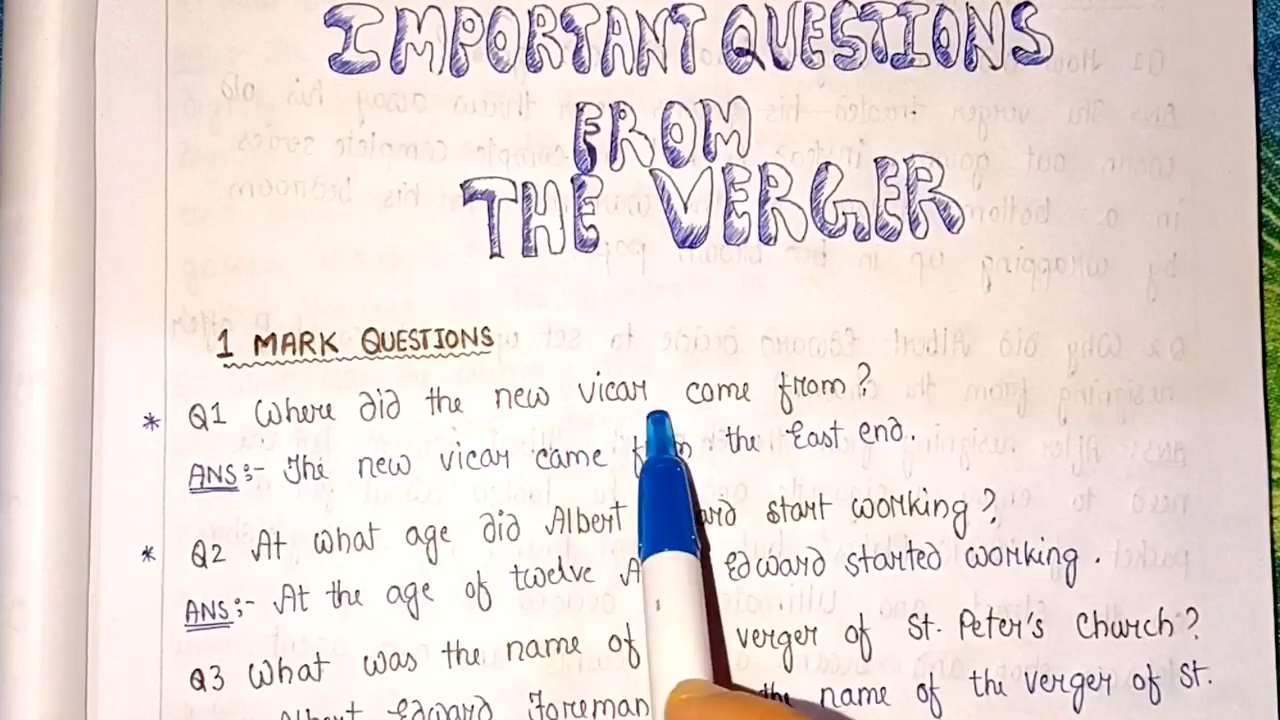 IMPORTANT QUESTIONS
FROM
THE VERGER
1 MARK QUESTIONS
* Q1 Where did the new vicar come from?
ANS:- The new vicar came the East end.
* Q2 At what age did Albert start working?
ANS:- At the age of twelve Edward started working.
Q3 What was the name of verger of St. Peter's Church?
Albert Edward Foreman the name of the verger of St.